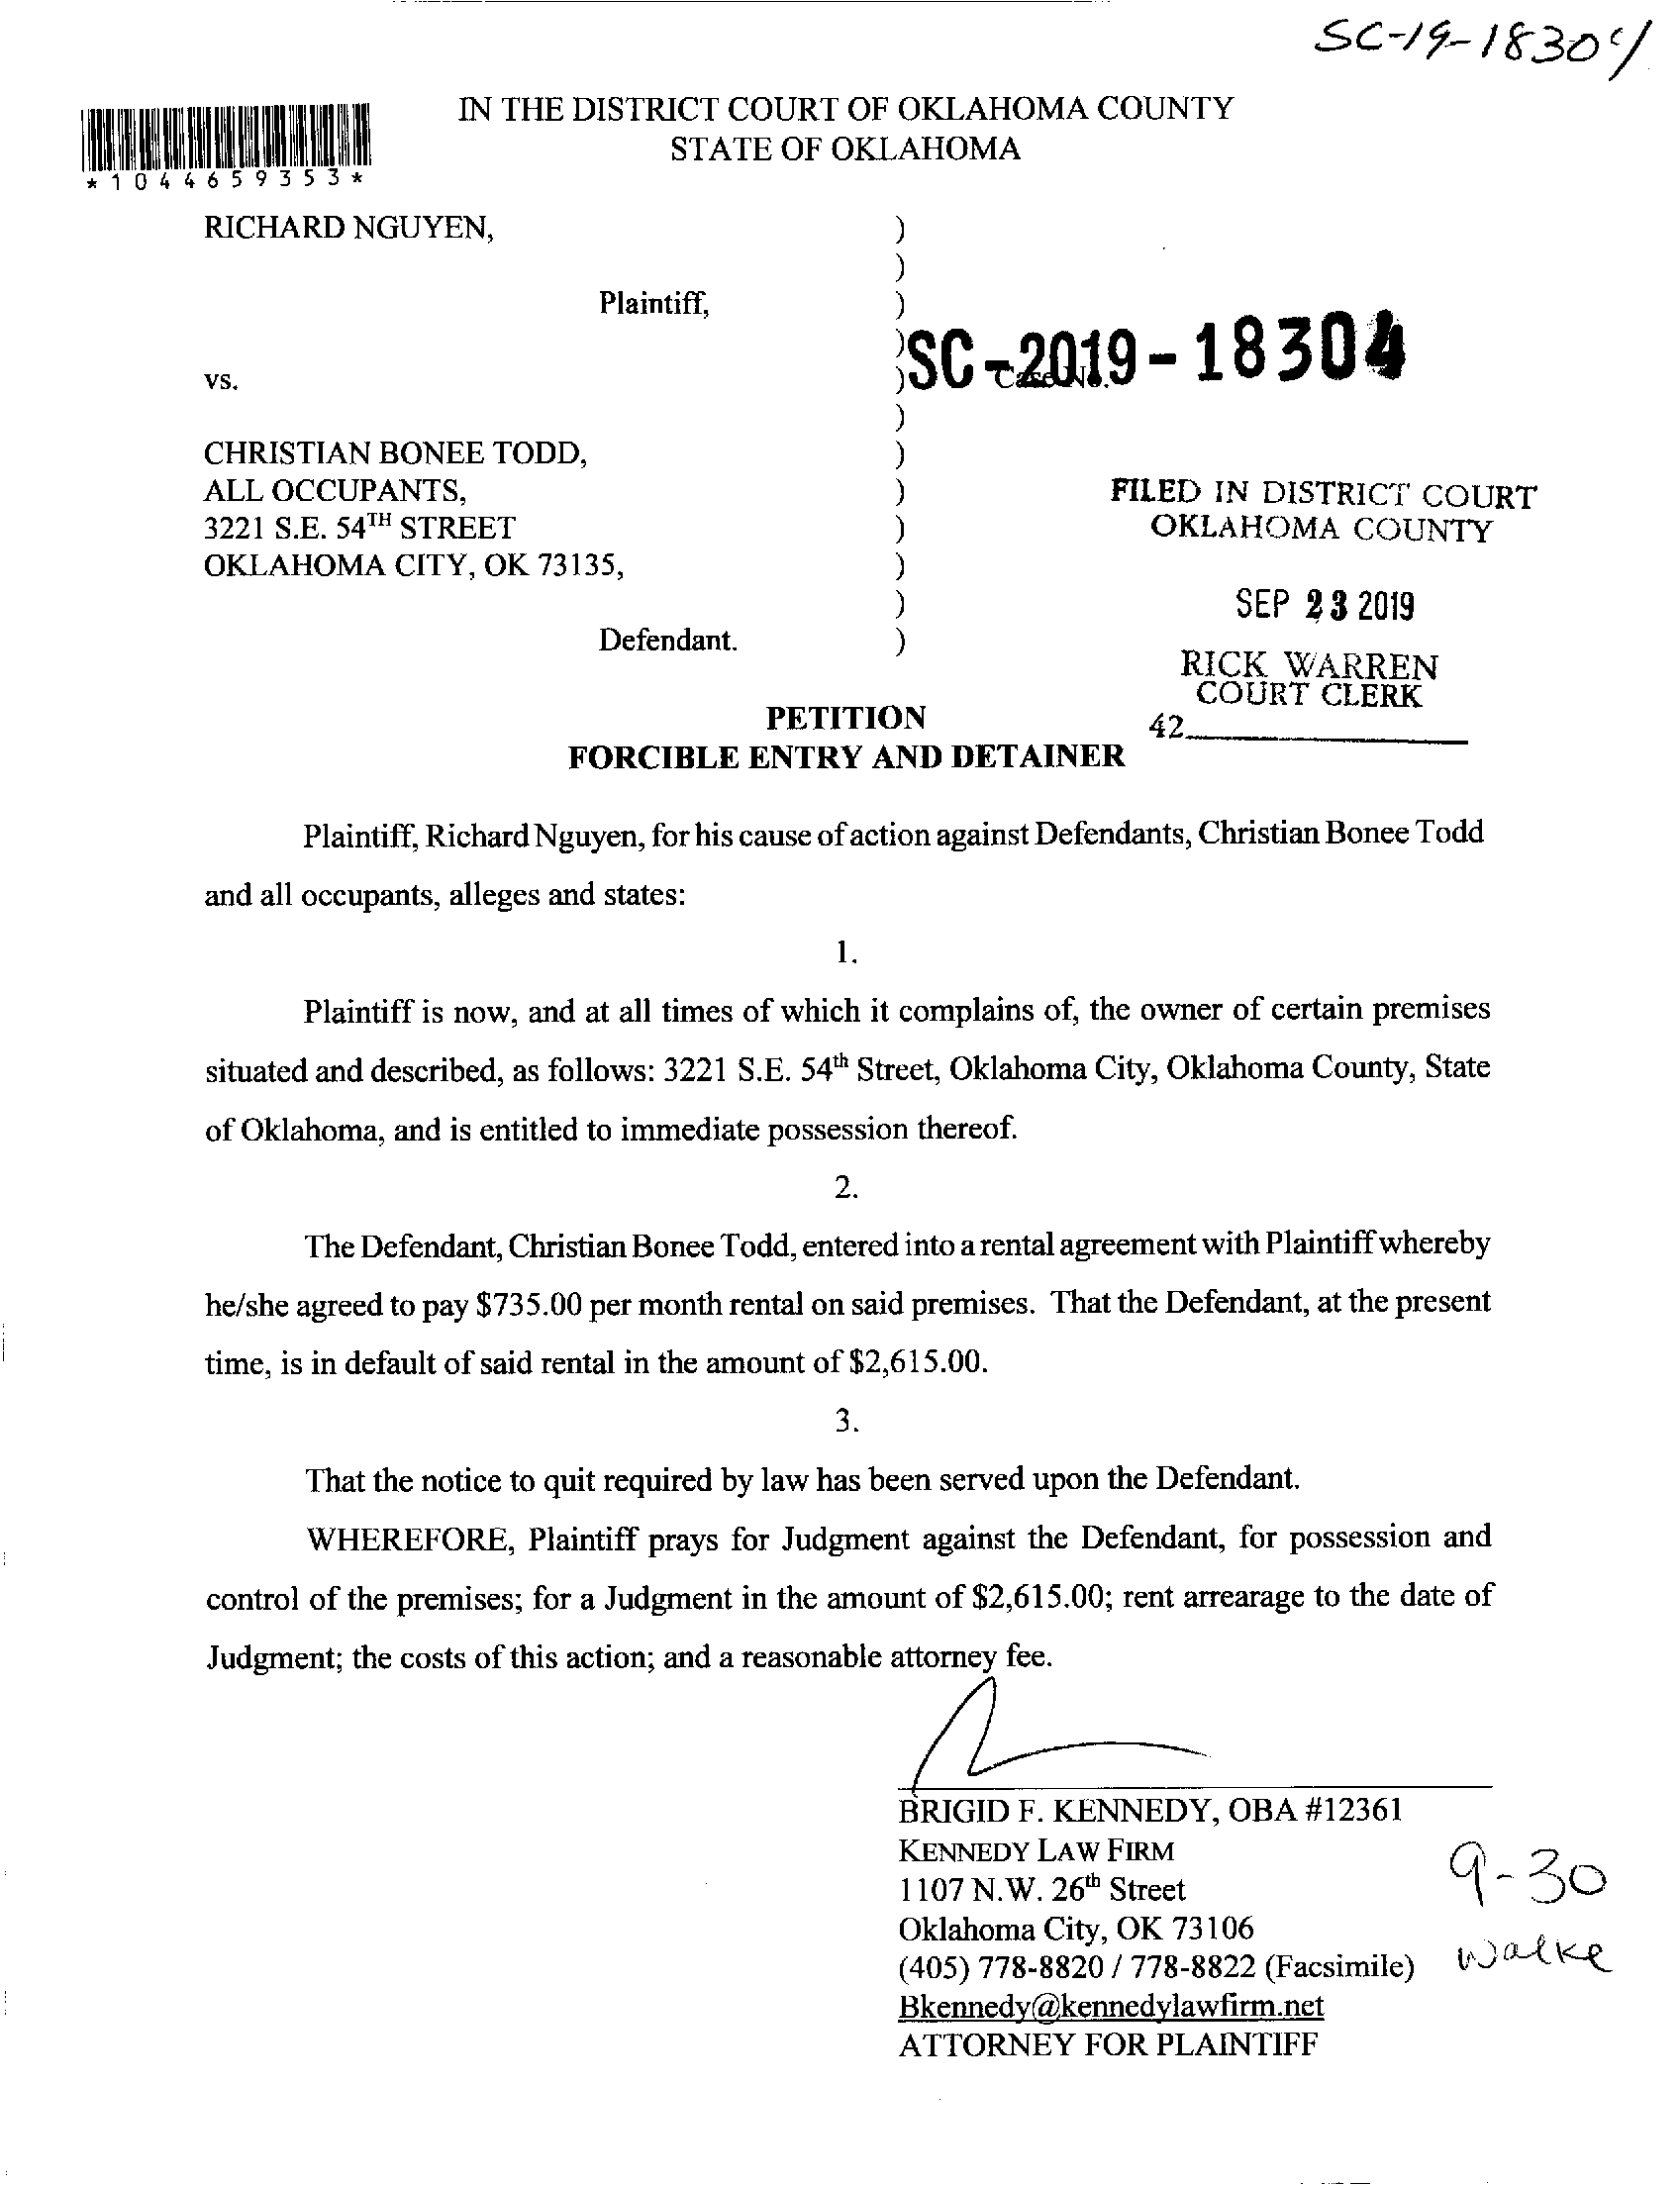 SC-19-18304
IN THE DISTRICT COURT OF OKLAHOMA COUNTY
STATE OF OKLAHOMA
*1044659353*
RICHARD NGUYEN,
Plaintiff,
vs.
Case No.
SC-2019-18304
CHRISTIAN BONEE TODD,
ALL OCCUPANTS,
3221 S.E. 54TH STREET
OKLAHOMA CITY, OK 73135,
Defendant.
FILED IN DISTRICT COURT
OKLAHOMA COUNTY
SEP 23 2019
RICK WARREN
COURT CLERK
42
PETITION
FORCIBLE ENTRY AND DETAINER
Plaintiff, Richard Nguyen, for his cause of action against Defendants, Christian Bonee Todd
and all occupants, alleges and states:
1.
Plaintiff is now, and at all times of which it complains of, the owner of certain premises
situated and described, as follows: 3221 S.E. 54th Street, Oklahoma City, Oklahoma County, State
of Oklahoma, and is entitled to immediate possession thereof.
2.
The Defendant, Christian Bonee Todd, entered into a rental agreement with Plaintiff whereby
he/she agreed to pay $735.00 per month rental on said premises. That the Defendant, at the present
time, is in default of said rental in the amount of $2,615.00.
3.
That the notice to quit required by law has been served upon the Defendant.
WHEREFORE, Plaintiff prays for Judgment against the Defendant, for possession and
control of the premises; for a Judgment in the amount of $2,615.00; rent arrearage to the date of
Judgment; the costs of this action; and a reasonable attorney fee.
BRIGID F. KENNEDY, OBA #12361
KENNEDY LAW FIRM
1107 N.W. 26th Street
Oklahoma City, OK 73106
(405) 778-8820 / 778-8822 (Facsimile)
Bkennedy@kennedylawfirm.net
ATTORNEY FOR PLAINTIFF
9-30
Walke